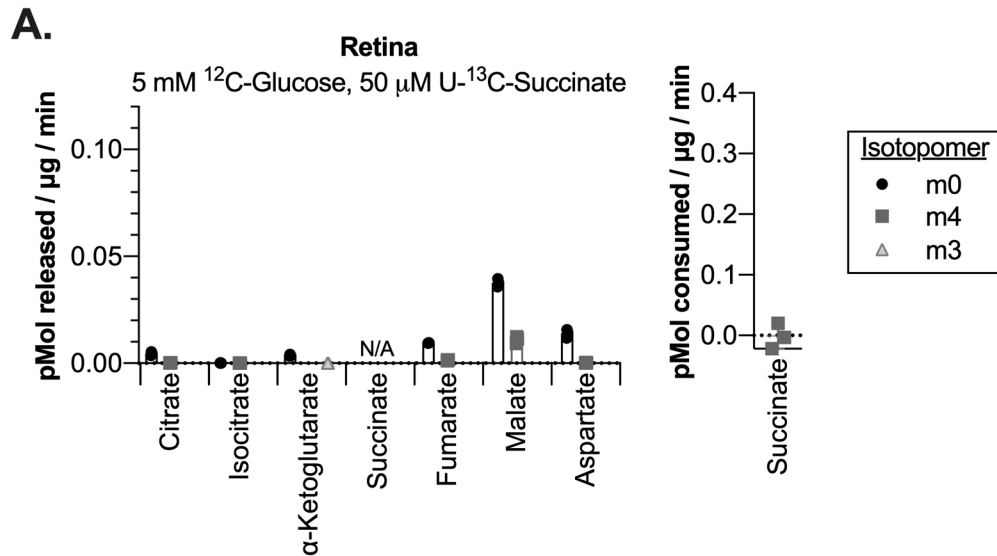 A.
Retina
5 mM ¹²C-Glucose, 50 μM U-¹³C-Succinate
pMol released / μg / min
0.10
0.05
0.00
N/A
Citrate
Isocitrate
α-Ketoglutarate
Succinate
Fumarate
Malate
Aspartate
pMol consumed / μg / min
0.4
0.3
0.2
0.1
0.0
Succinate
Isotopomer
m0
m4
m3